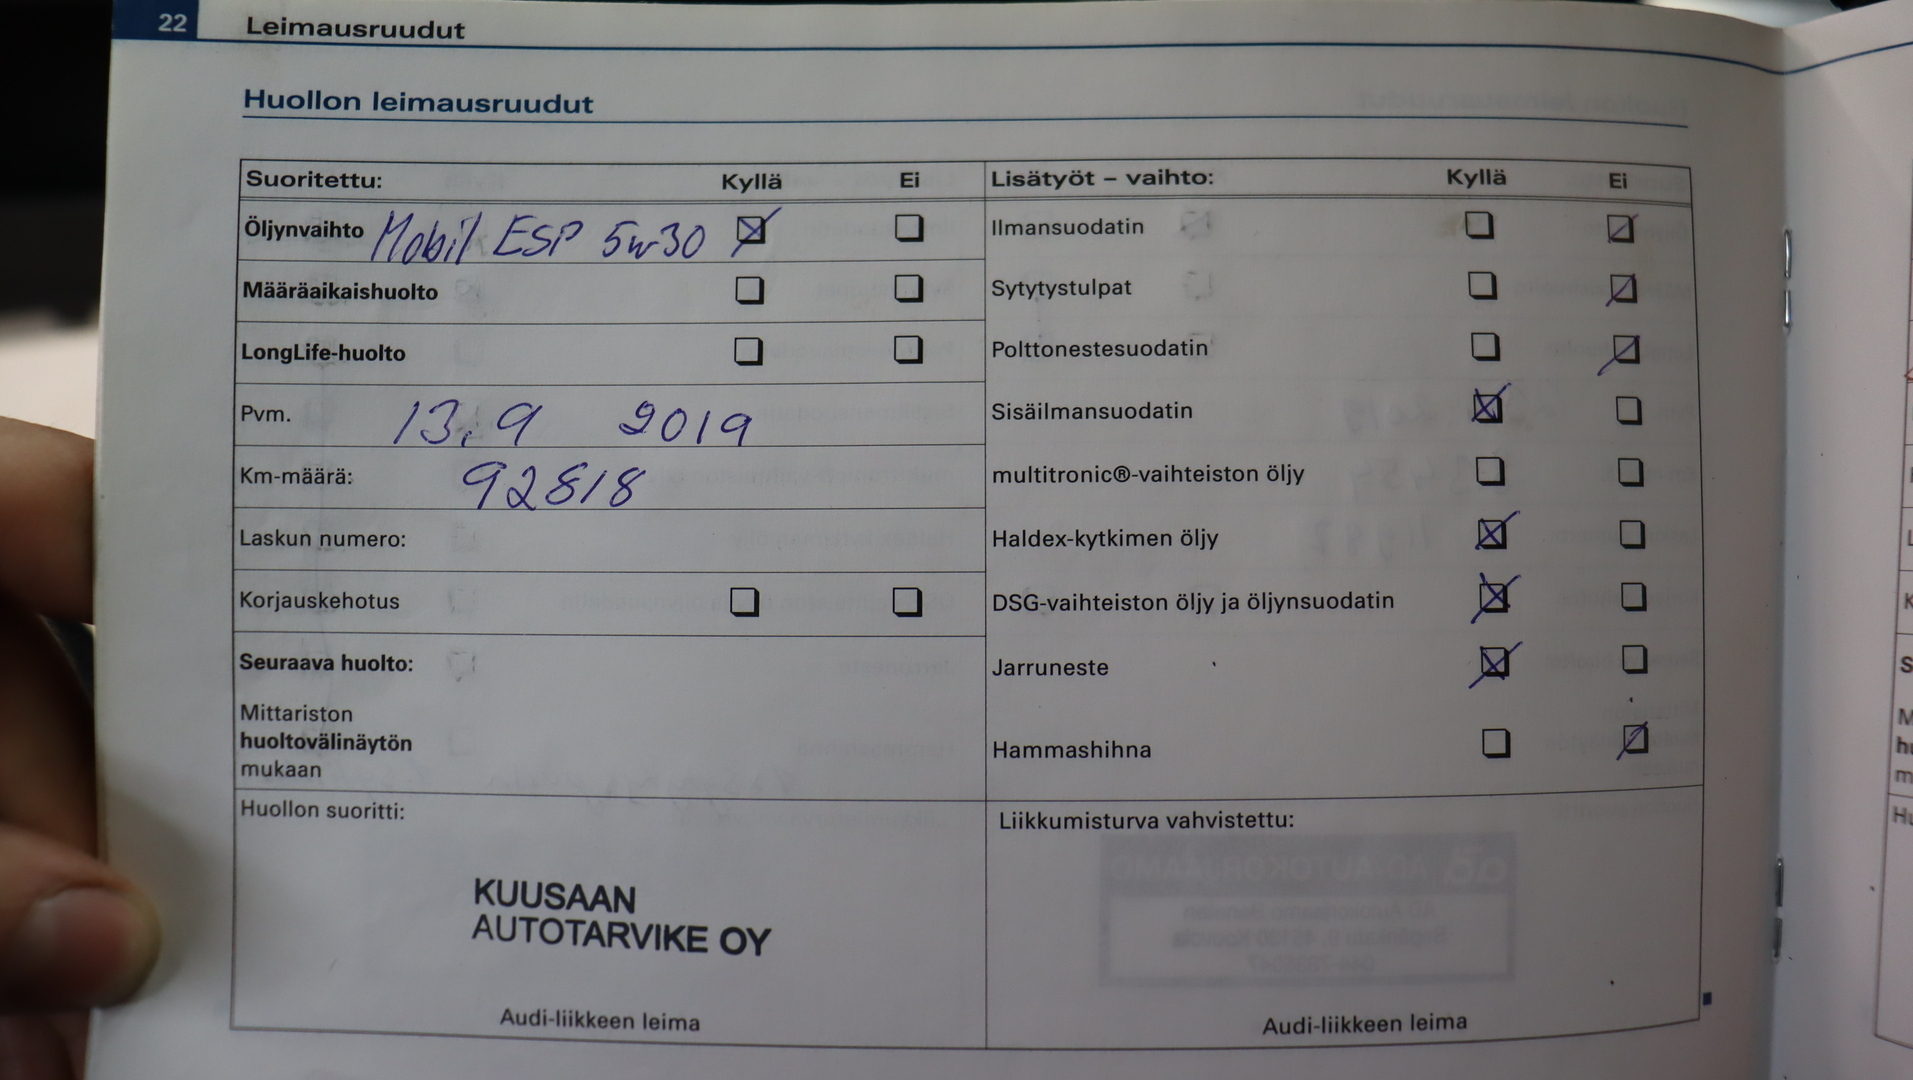 22 Leimausruudut
Huollon leimausruudut
Suoritettu: Kyllä Ei
Öljynvaihto Mobil ESP 5w30
Määräaikaishuolto
LongLife-huolto
Pvm. 13.9 2019
Km-määrä: 92818
Laskun numero:
Korjauskehotus
Seuraava huolto:
Mittariston
huoltovälinäytön
mukaan
Huollon suoritti:
KUUSAAN
AUTOTARVIKE OY
Audi-liikkeen leima
Lisätyöt – vaihto: Kyllä Ei
Ilmansuodatin
Sytytystulpat
Polttonestesuodatin
Sisäilmansuodatin
multitronic®-vaihteiston öljy
Haldex-kytkimen öljy
DSG-vaihteiston öljy ja öljynsuodatin
Jarruneste
Hammashihna
Liikkumisturva vahvistettu:
Audi-liikkeen leima